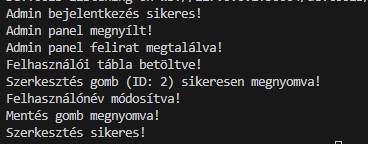 Admin bejelentkezés sikeres!
Admin panel megnyílt!
Admin panel felirat megtalálva!
Felhasználói tábla betöltve!
Szerkesztés gomb (ID: 2) sikeresen megnyomva!
Felhasználónév módosítva!
Mentés gomb megnyomva!
Szerkesztés sikeres!